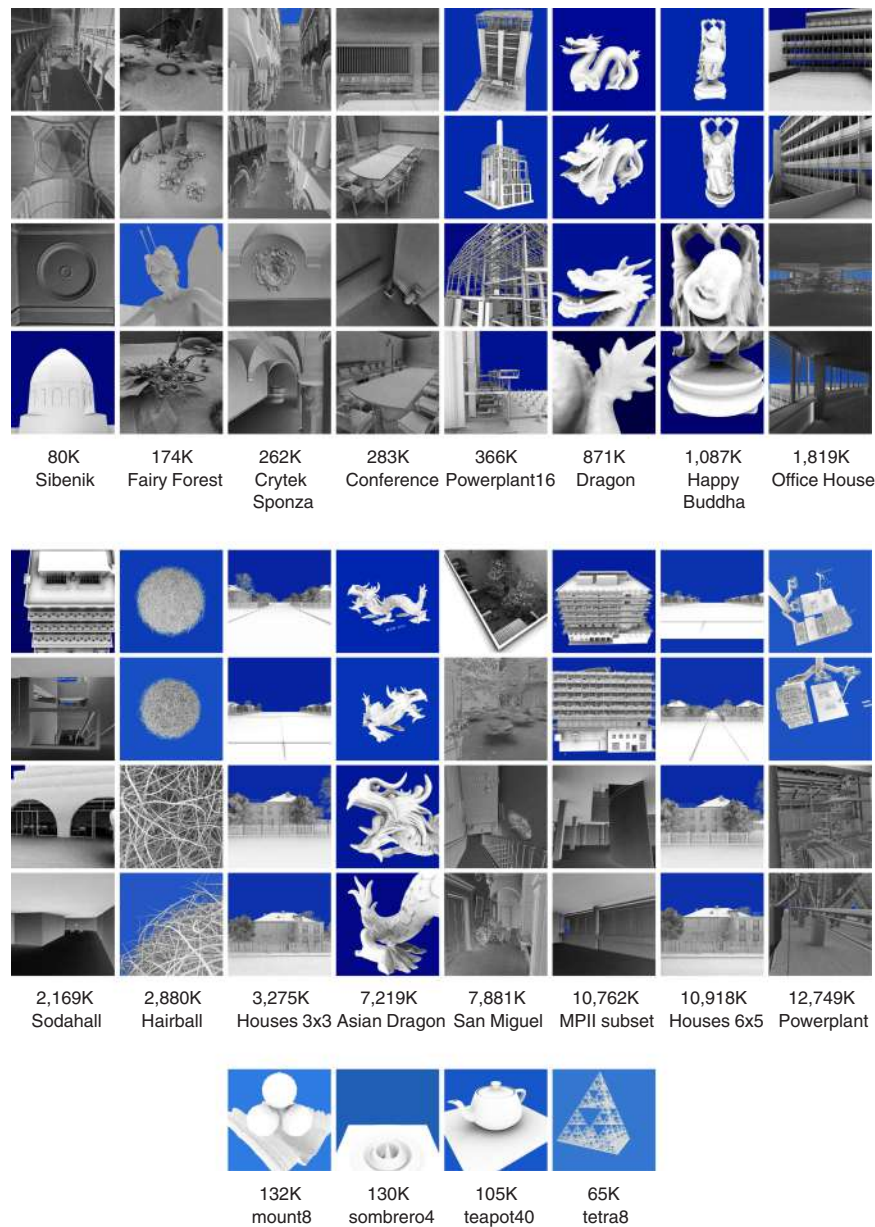 80K 174K 262K 283K 366K 871K 1,087K 1,819K
Sibenik Fairy Forest Crytek Conference Powerplant16 Dragon Happy Office House
Sponza Buddha
2,169K 2,880K 3,275K 7,219K 7,881K 10,762K 10,918K 12,749K
Sodahall Hairball Houses 3x3 Asian Dragon San Miguel MPII subset Houses 6x5 Powerplant
132K 130K 105K 65K
mount8 sombrero4 teapot40 tetra8